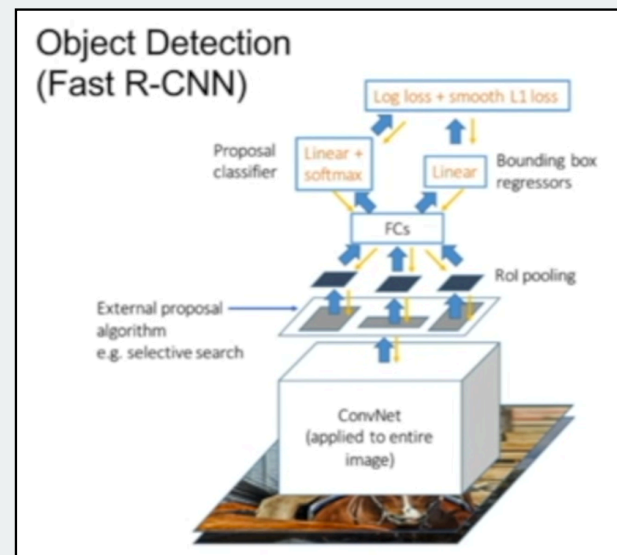 Object Detection
(Fast R-CNN)
Log loss + smooth L1 loss
Proposal
classifier
Linear +
softmax
Linear
Bounding box
regressors
FCs
RoI pooling
External proposal
algorithm
e.g. selective search
ConvNet
(applied to entire
image)